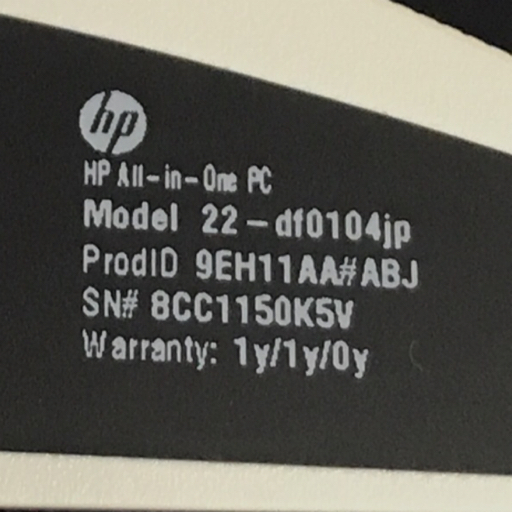 hp
HP All-in-One PC
Model 22-df0104jp
ProdID 9EH11AA#ABJ
SN# 8CC1150K5V
Warranty: 1y/1y/0y